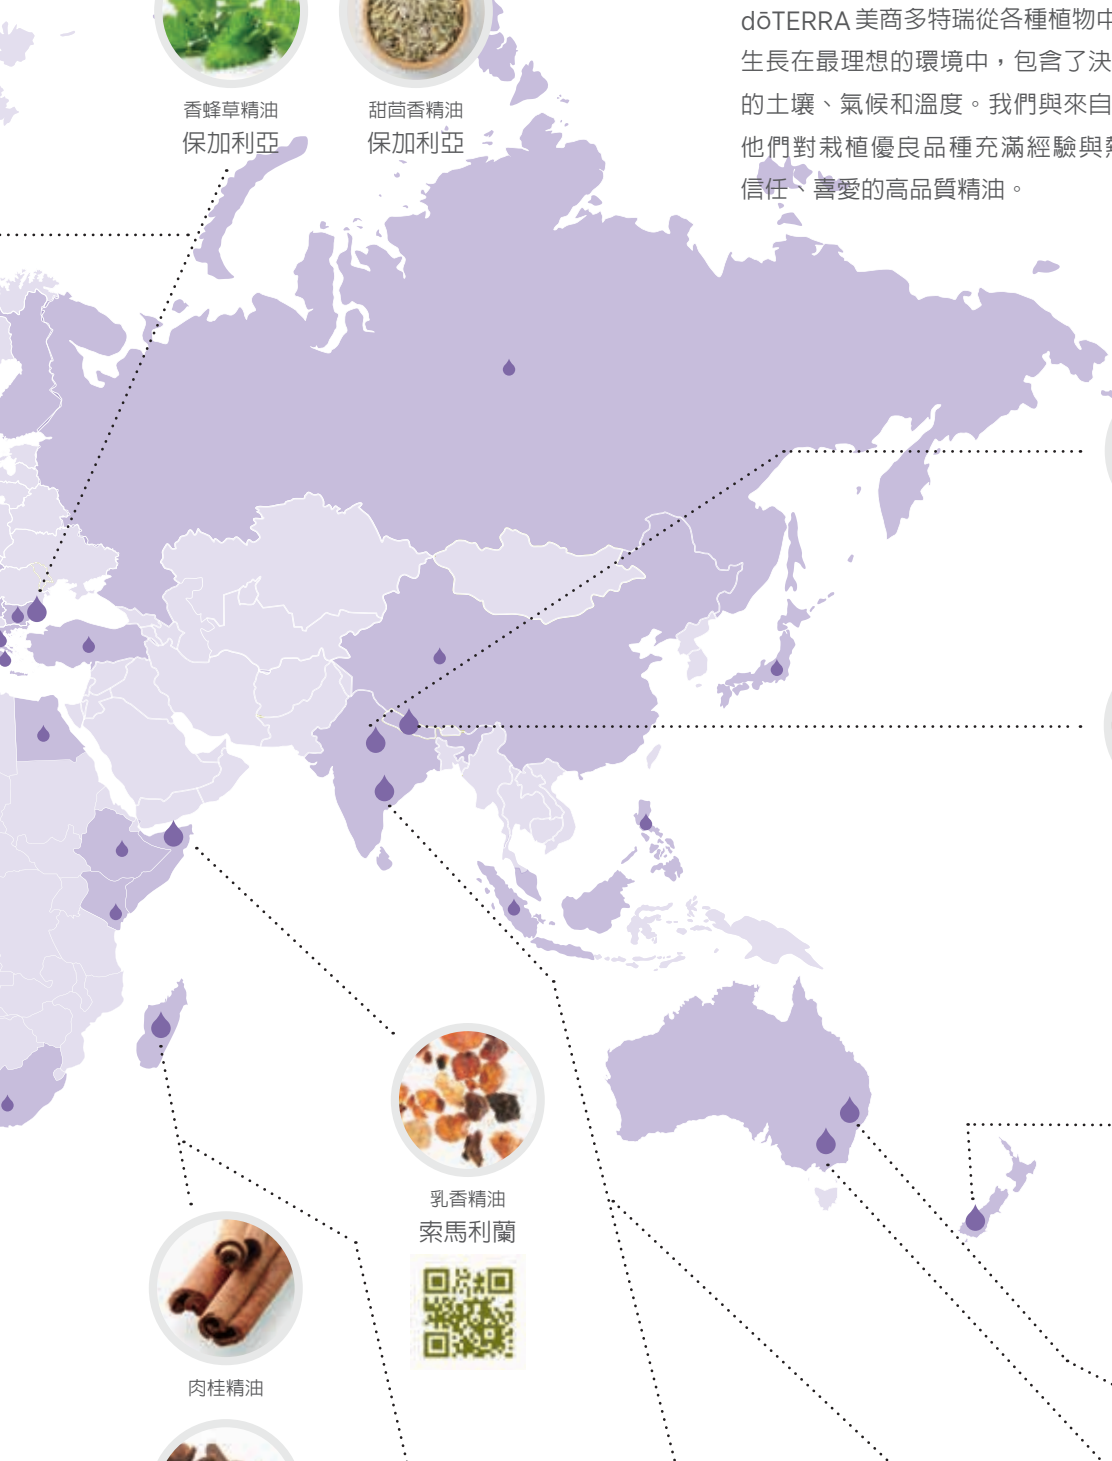 dōTERRA 美商多特瑞從各種植物中
生長在最理想的環境中，包含了決
的土壤、氣候和溫度。我們與來自
他們對栽植優良品種充滿經驗與
信任、喜愛的高品質精油。
香蜂草精油
保加利亞
甜茴香精油
保加利亞
乳香精油
索馬利蘭
肉桂精油